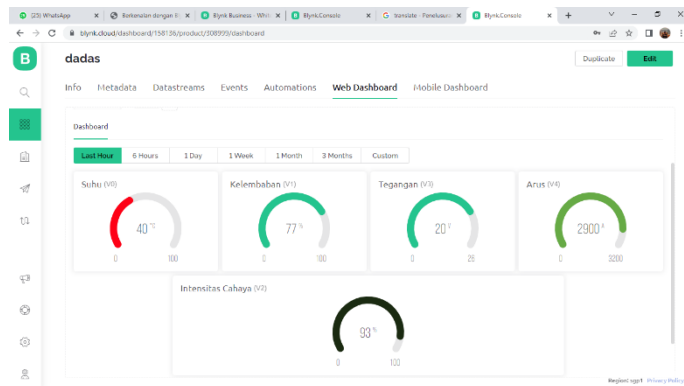 (23) WhatsApp
Blynk.Console
Blynk.Console
blynk.cloud/dashboard/158136/product/308993/dashboard
B
dadas
Duplicate
Edit
Info Metadata Datastreams Events Automations Web Dashboard Mobile Dashboard
Dashboard
Last Hour 6 Hours 1 Day 1 Week 1 Month 3 Months Custom
Suhu (V0)
40 °C
0 100
Kelembaban (V1)
77 %
0 100
Tegangan (V3)
20 V
0 25
Arus (V4)
2900
0 3200
Intensitas Cahaya (V2)
93 %
0 100
Region: sgp1 Privacy Policy